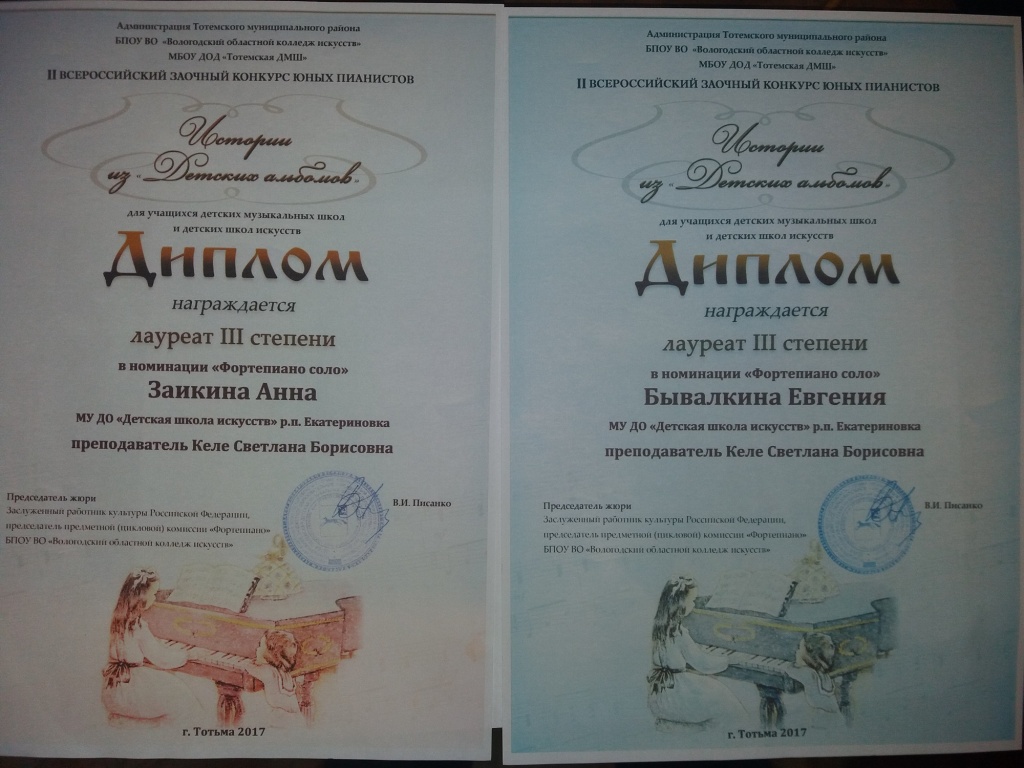 Администрация Тотемского муниципального района
БПОУ ВО «Вологодский областной колледж искусств»
МБОУ ДОД «Тотемская ДМШ»
II ВСЕРОССИЙСКИЙ ЗАОЧНЫЙ КОНКУРС ЮНЫХ ПИАНИСТОВ
Истории
из «Детских альбомов»
для учащихся детских музыкальных школ
и детских школ искусств
Диплом
награждается
лауреат III степени
в номинации «Фортепиано соло»
Заикина Анна
МУ ДО «Детская школа искусств» р.п. Екатериновка
преподаватель Келе Светлана Борисовна
Председатель жюри
Заслуженный работник культуры Российской Федерации,
председатель предметной (цикловой) комиссии «Фортепиано»
БПОУ ВО «Вологодский областной колледж искусств»
В.И. Писанко
г. Тотьма 2017
Администрация Тотемского муниципального района
БПОУ ВО «Вологодский областной колледж искусств»
МБОУ ДОД «Тотемская ДМШ»
II ВСЕРОССИЙСКИЙ ЗАОЧНЫЙ КОНКУРС ЮНЫХ ПИАНИСТОВ
Истории
из «Детских альбомов»
для учащихся детских музыкальных школ
и детских школ искусств
Диплом
награждается
лауреат III степени
в номинации «Фортепиано соло»
Бывалкина Евгения
МУ ДО «Детская школа искусств» р.п. Екатериновка
преподаватель Келе Светлана Борисовна
Председатель жюри
Заслуженный работник культуры Российской Федерации,
председатель предметной (цикловой) комиссии «Фортепиано»
БПОУ ВО «Вологодский областной колледж искусств»
В.И. Писанко
г. Тотьма 2017